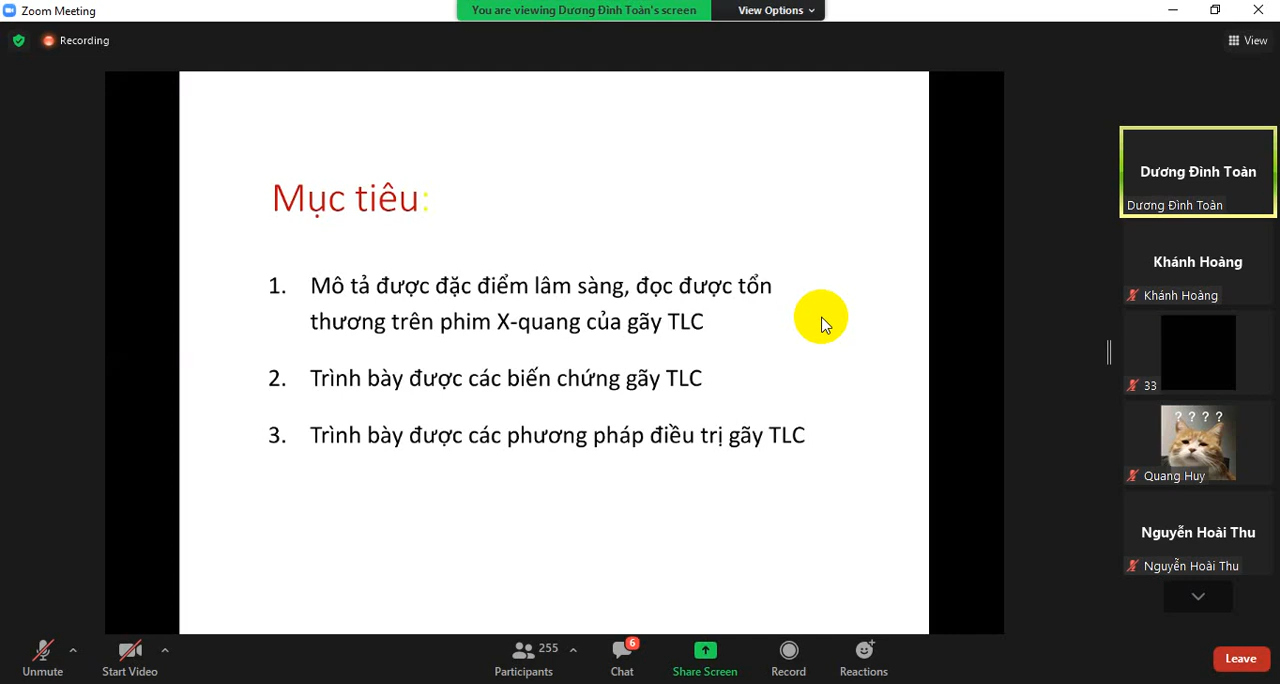 Zoom Meeting
You are viewing Dương Đình Toàn's screen
View Options
Recording
View
Mục tiêu:
1. Mô tả được đặc điểm lâm sàng, đọc được tổn
thương trên phim X-quang của gãy TLC
2. Trình bày được các biến chứng gãy TLC
3. Trình bày được các phương pháp điều trị gãy TLC
Dương Đình Toàn
Dương Đình Toàn
Khánh Hoàng
Khánh Hoàng
33
? ? ? ?
Quang Huy
Nguyễn Hoài Thu
Nguyễn Hoài Thu
Unmute
Start Video
255
Participants
6
Chat
Share Screen
Record
Reactions
Leave